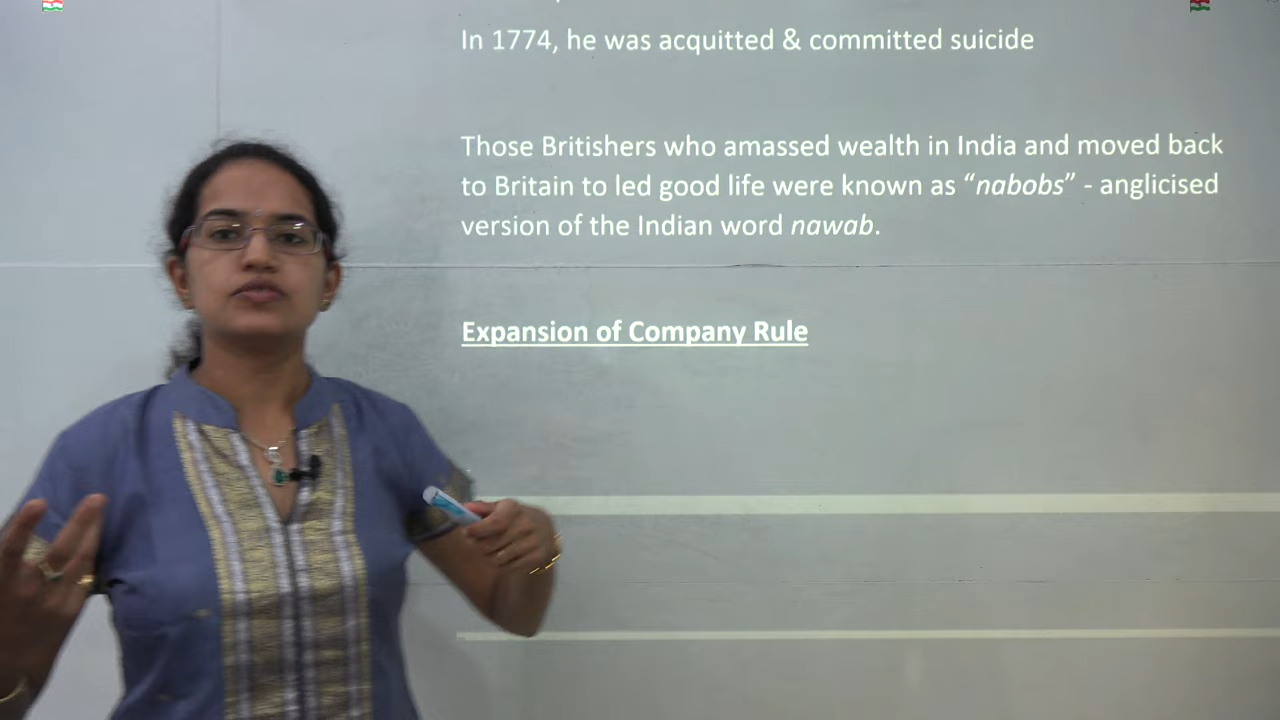 In 1774, he was acquitted & committed suicide
Those Britishers who amassed wealth in India and moved back
to Britain to led good life were known as “nabobs” - anglicised
version of the Indian word nawab.
Expansion of Company Rule